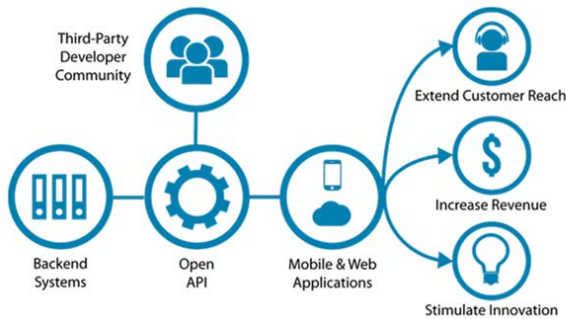 Third-Party
Developer
Community
Extend Customer Reach
$
Increase Revenue
Backend
Systems
Open
API
Mobile & Web
Applications
Stimulate Innovation